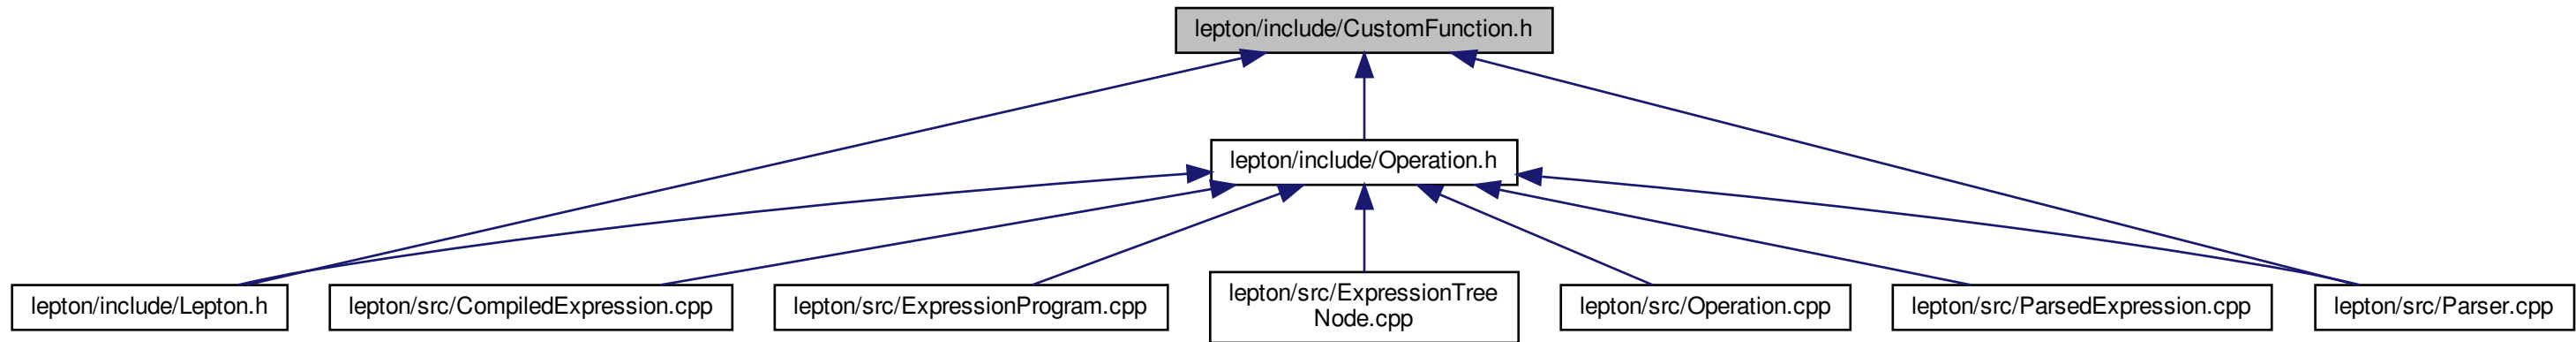 lepton/include/CustomFunction.h
lepton/include/Operation.h
lepton/include/Lepton.h
lepton/src/CompiledExpression.cpp
lepton/src/ExpressionProgram.cpp
lepton/src/ExpressionTree
Node.cpp
lepton/src/Operation.cpp
lepton/src/ParsedExpression.cpp
lepton/src/Parser.cpp